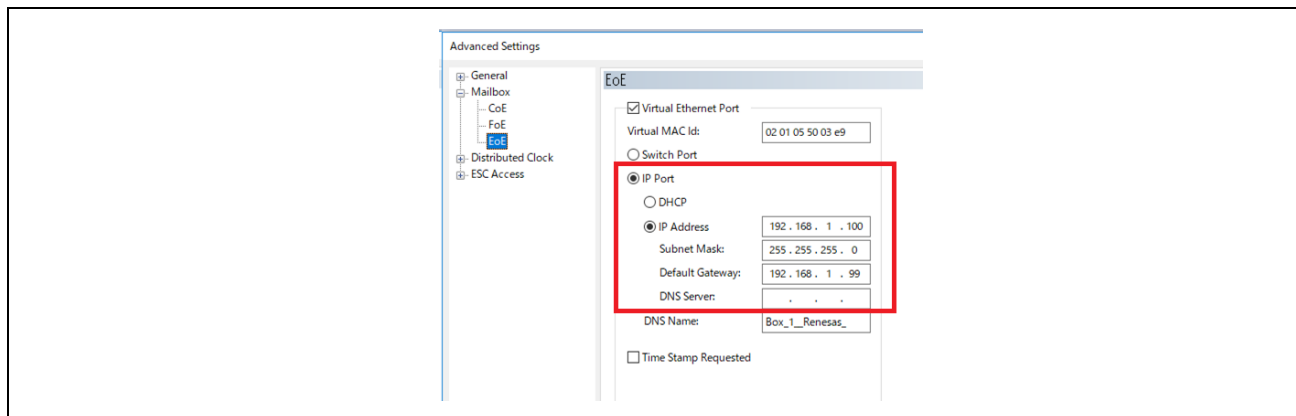 Advanced Settings
General
Mailbox
CoE
FoE
EoE
Distributed Clock
ESC Access
EoE
Virtual Ethernet Port
Virtual MAC Id: 02 01 05 50 03 e9
Switch Port
IP Port
DHCP
IP Address 192 . 168 . 1 . 100
Subnet Mask: 255 . 255 . 255 . 0
Default Gateway: 192 . 168 . 1 . 99
DNS Server: . . .
DNS Name: Box_1__Renesas_
Time Stamp Requested